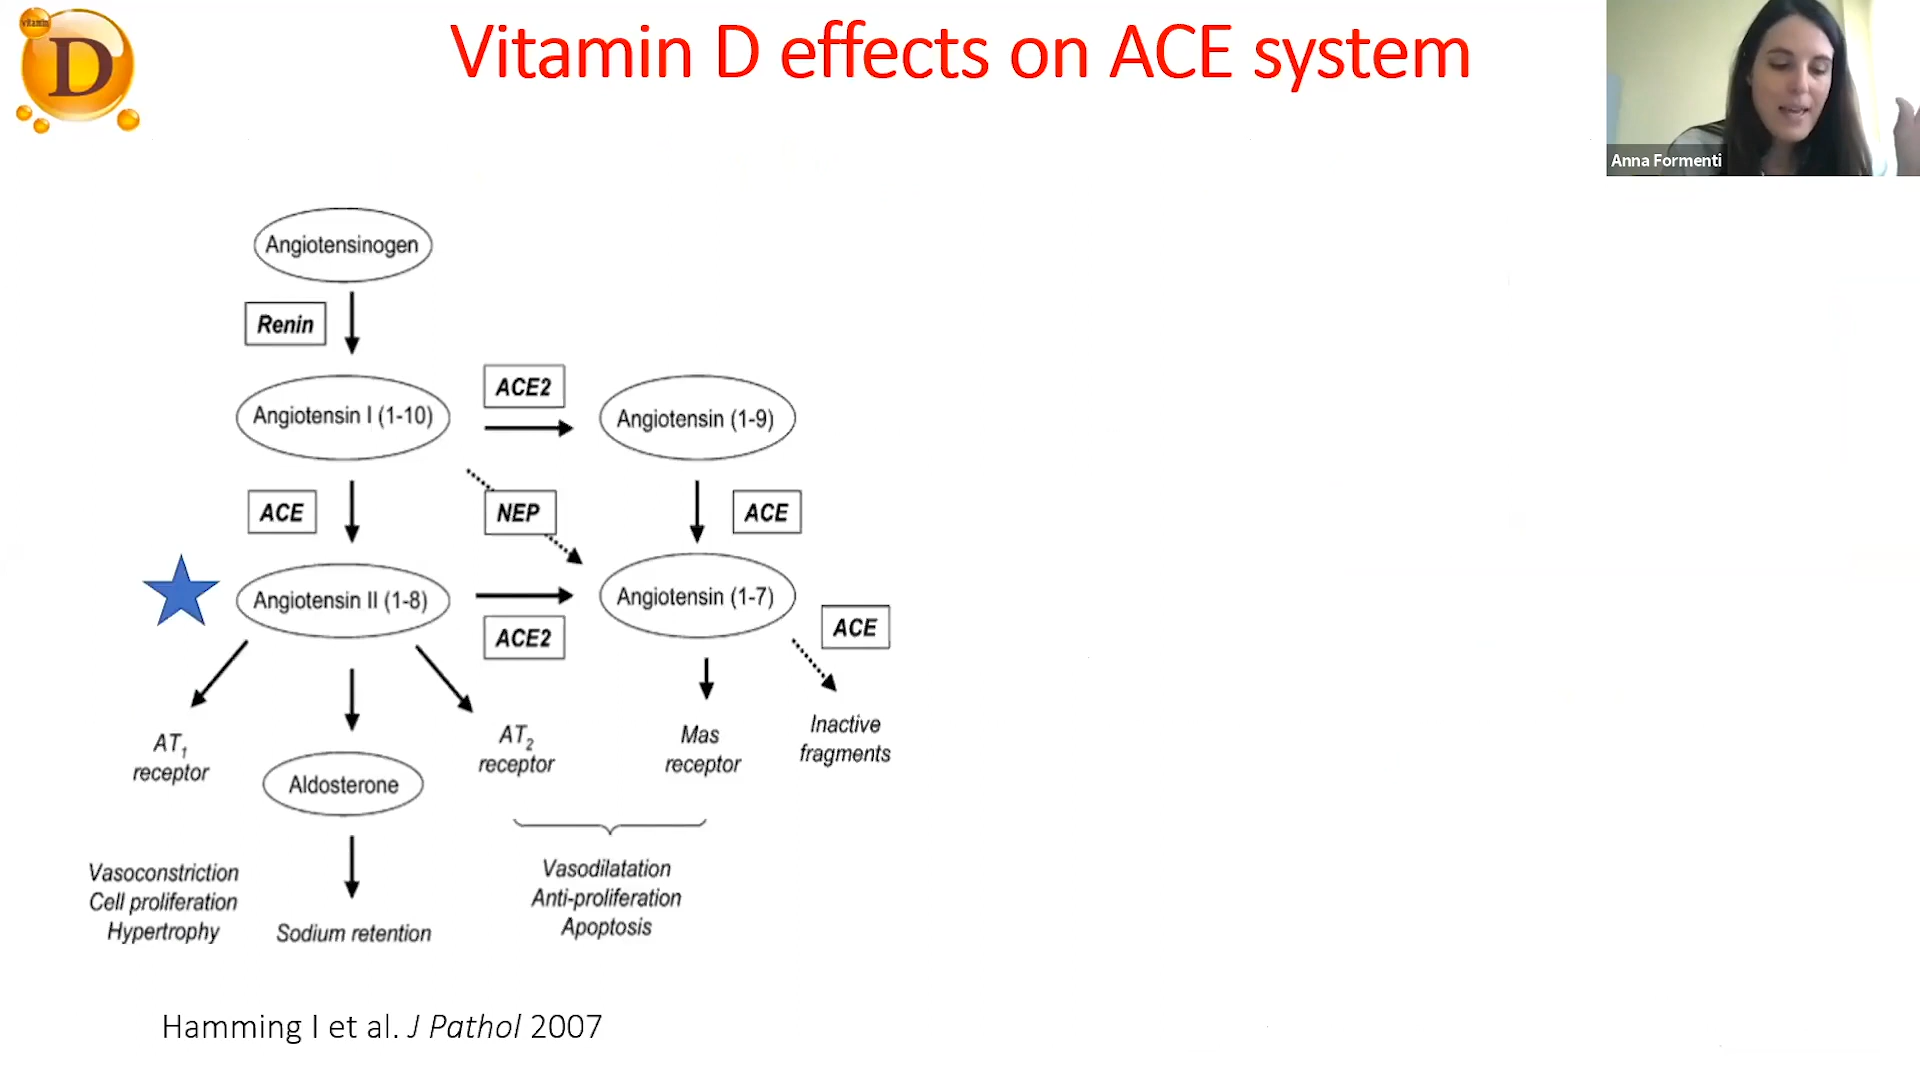 Vitamin
D
Vitamin D effects on ACE system
Anna Formenti
Angiotensinogen
Renin
ACE2
Angiotensin I (1-10)
Angiotensin (1-9)
ACE
NEP
ACE
Angiotensin II (1-8)
Angiotensin (1-7)
ACE2
ACE
AT1
receptor
Aldosterone
AT2
receptor
Mas
receptor
Inactive
fragments
Vasoconstriction
Cell proliferation
Hypertrophy
Sodium retention
Vasodilatation
Anti-proliferation
Apoptosis
Hamming I et al. J Pathol 2007